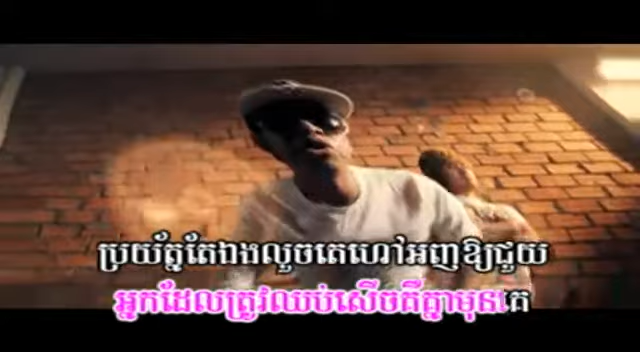 ប្រយ័ត្នតែឯងលួចតេហៅអញឱ្យជួយ
អ្នកដែលត្រូវឈប់សើចគឺគ្នាមុនគេ